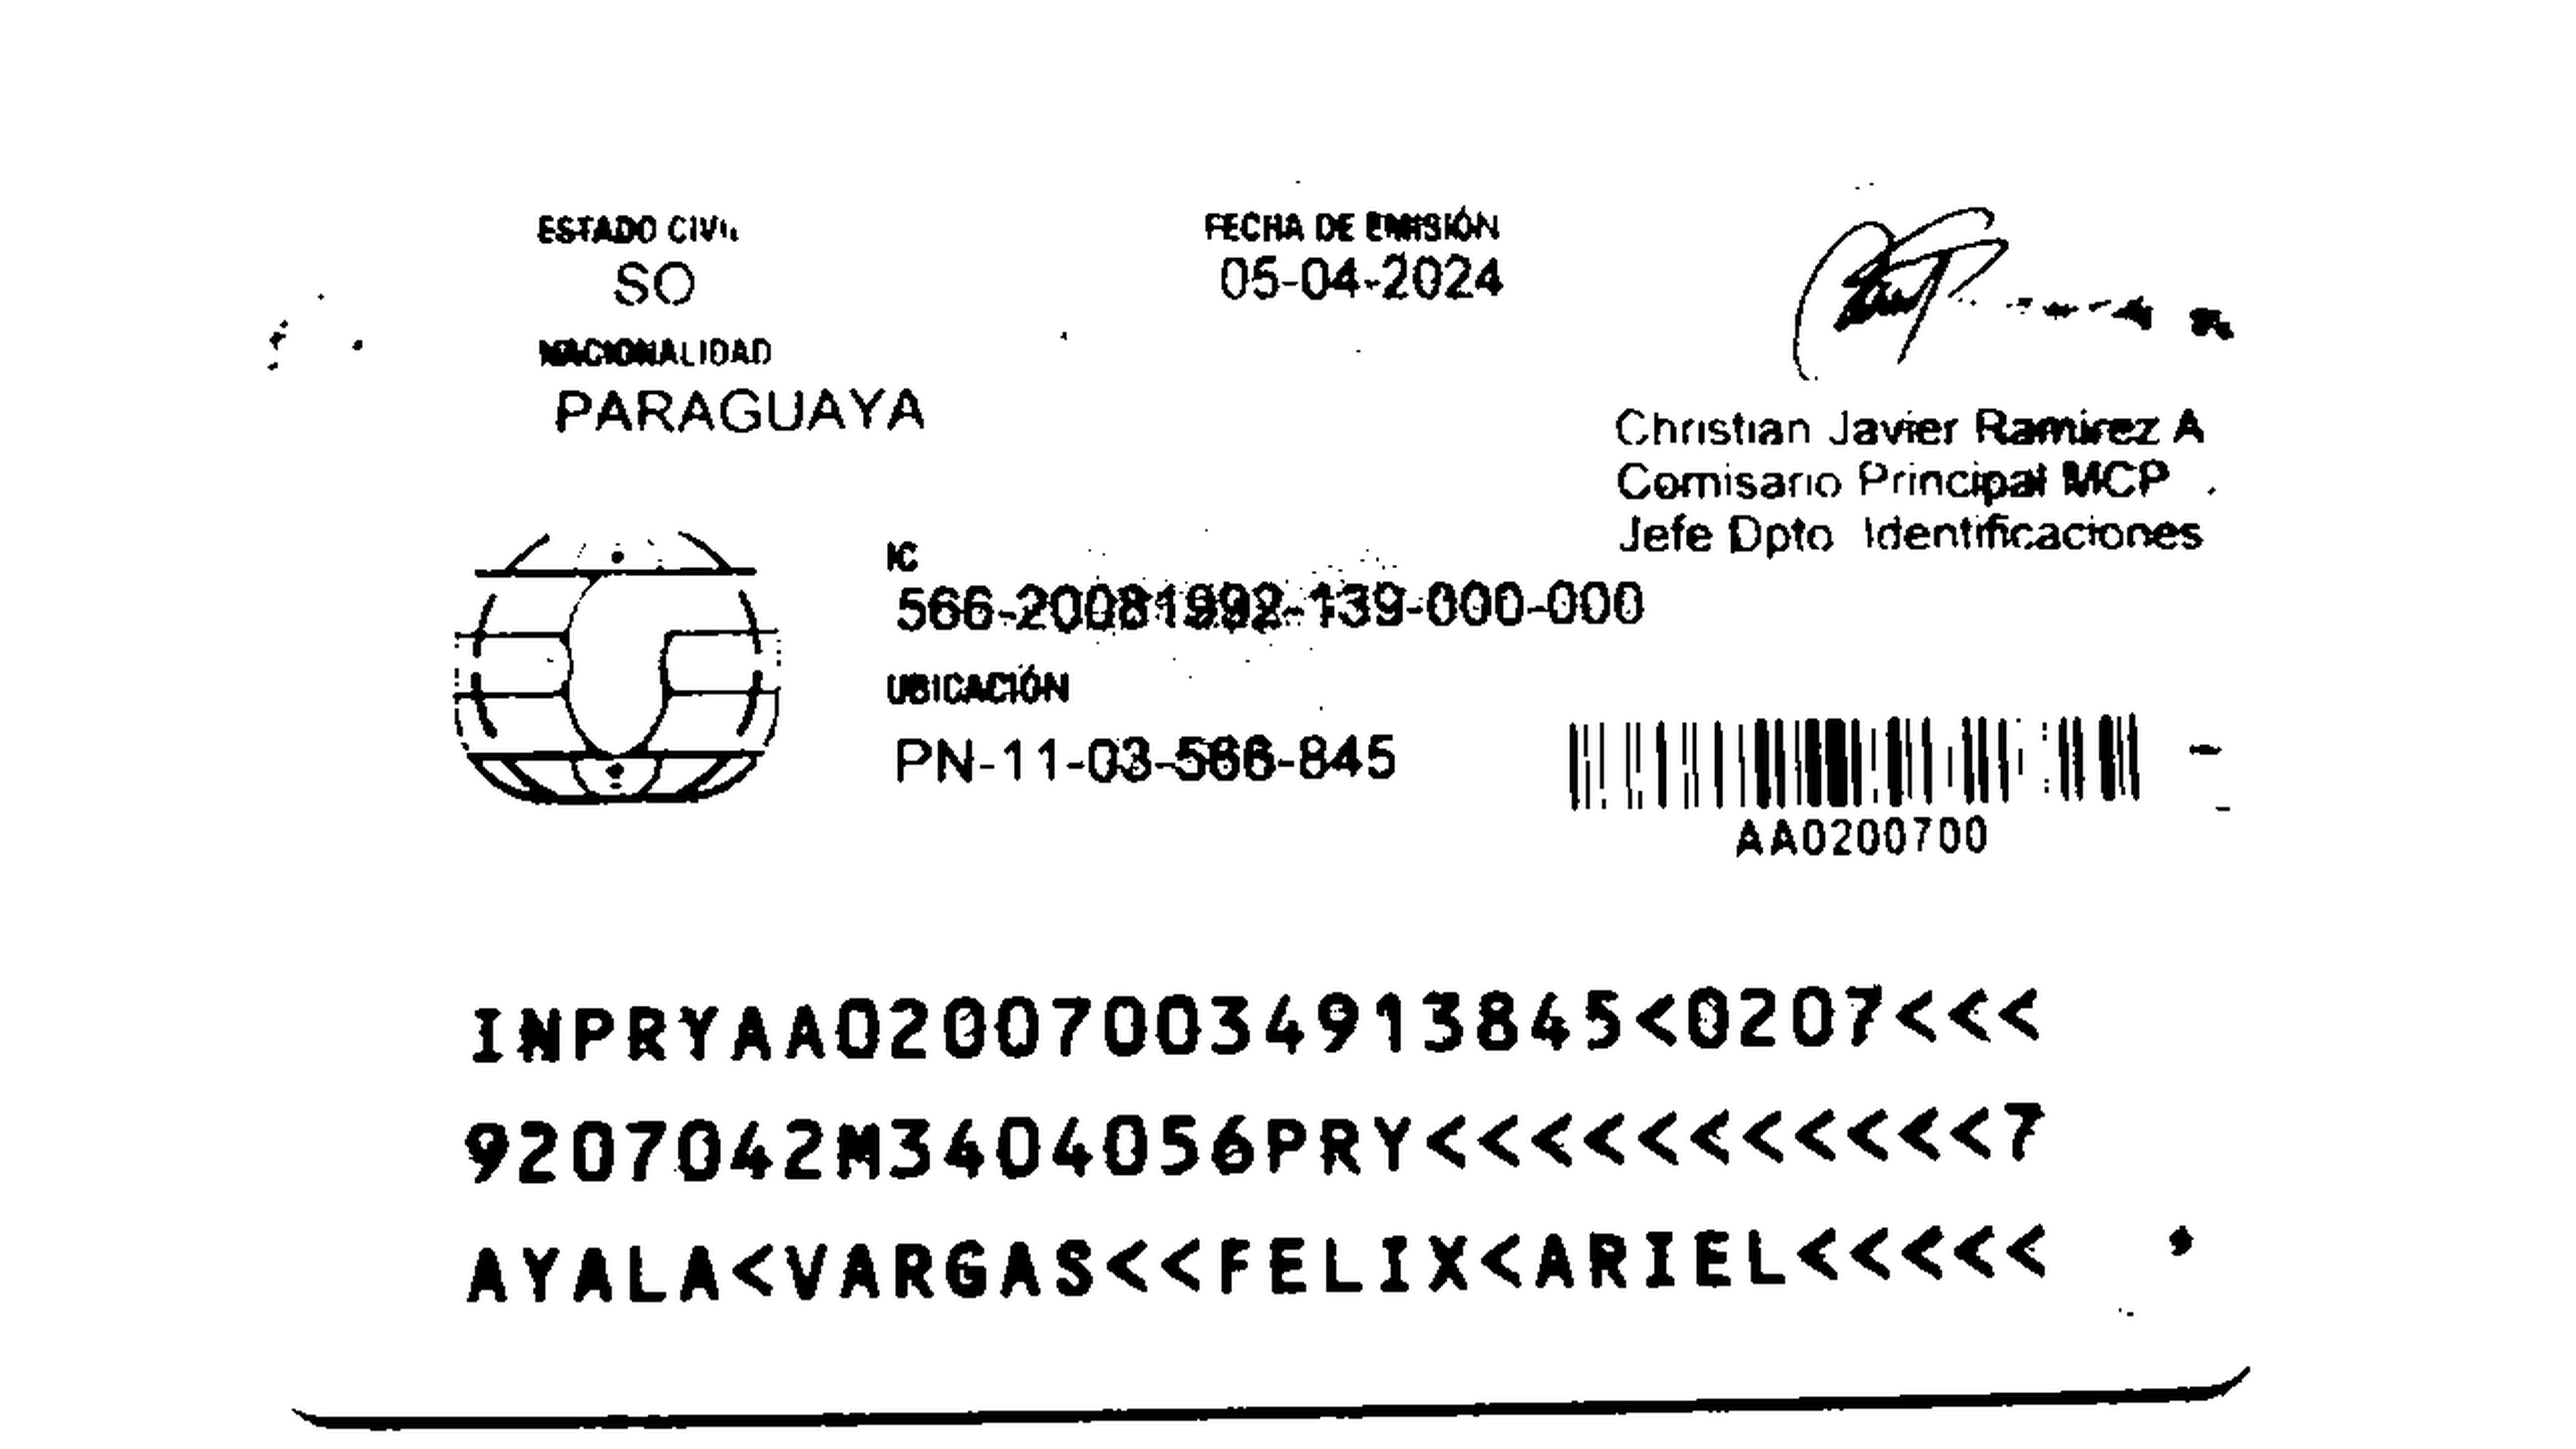 ESTADO CIVIL
SO
FECHA DE EMISIÓN
05-04-2024
NACIONALIDAD
PARAGUAYA
Christian Javier Ramirez A
Comisario Principal MCP
Jefe Dpto Identificaciones
IC
566-20081992-139-000-000
UBICACIÓN
PN-11-03-566-845
AA0200700
INPRYAA020070034913845<0207<<<
9207042M3404056PRY<<<<<<<<<<<7
AYALA<VARGAS<<FELIX<ARIEL<<<<<